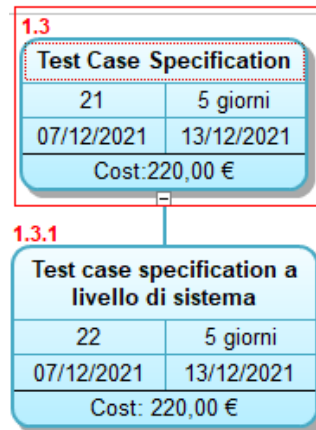 1.3
Test Case Specification
21 5 giorni
07/12/2021 13/12/2021
Cost:220,00 €
1.3.1
Test case specification a
livello di sistema
22 5 giorni
07/12/2021 13/12/2021
Cost: 220,00 €